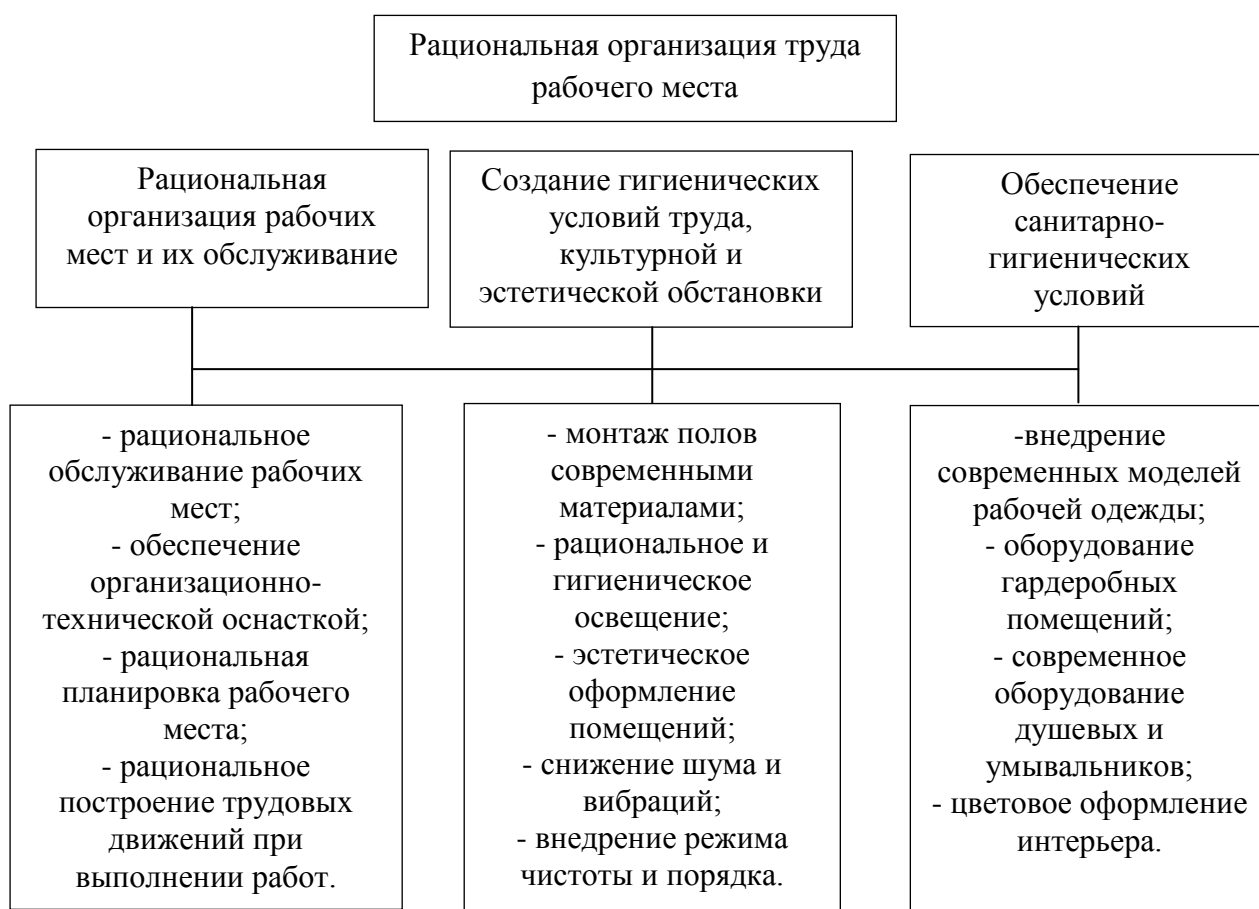 Рациональная организация труда
рабочего места
Рациональная
организация рабочих
мест и их обслуживание
Создание гигиенических
условий труда,
культурной и
эстетической обстановки
Обеспечение
санитарно-
гигиенических
условий
- рациональное
обслуживание рабочих
мест;
- обеспечение
организационно-
технической оснасткой;
- рациональная
планировка рабочего
места;
- рациональное
построение трудовых
движений при
выполнении работ.
- монтаж полов
современными
материалами;
- рациональное и
гигиеническое
освещение;
- эстетическое
оформление
помещений;
- снижение шума и
вибраций;
- внедрение режима
чистоты и порядка.
-внедрение
современных моделей
рабочей одежды;
- оборудование
гардеробных
помещений;
- современное
оборудование
душевых и
умывальников;
- цветовое оформление
интерьера.